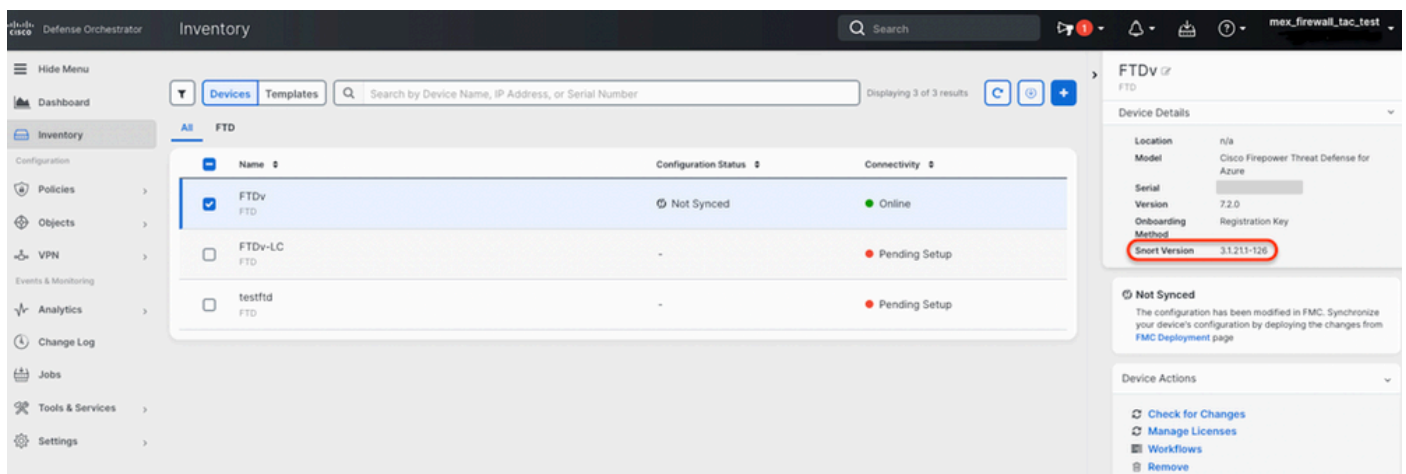 CISCO
Defense Orchestrator
Inventory
Search
1
mex_firewall_tac_test
Hide Menu
Dashboard
Inventory
Configuration
Policies
Objects
VPN
Events & Monitoring
Analytics
Change Log
Jobs
Tools & Services
Settings
Devices Templates
Search by Device Name, IP Address, or Serial Number
Displaying 3 of 3 results
All FTD
Name Configuration Status Connectivity
FTDv Not Synced Online
FTD
FTDv-LC - Pending Setup
FTD
testftd - Pending Setup
FTD
FTDv
FTD
Device Details
Location n/a
Model Cisco Firepower Threat Defense for
Azure
Serial
Version 7.2.0
Onboarding Registration Key
Method
Snort Version 3.1.21.1-126
Not Synced
The configuration has been modified in FMC. Synchronize
your device's configuration by deploying the changes from
FMC Deployment page
Device Actions
Check for Changes
Manage Licenses
Workflows
Remove